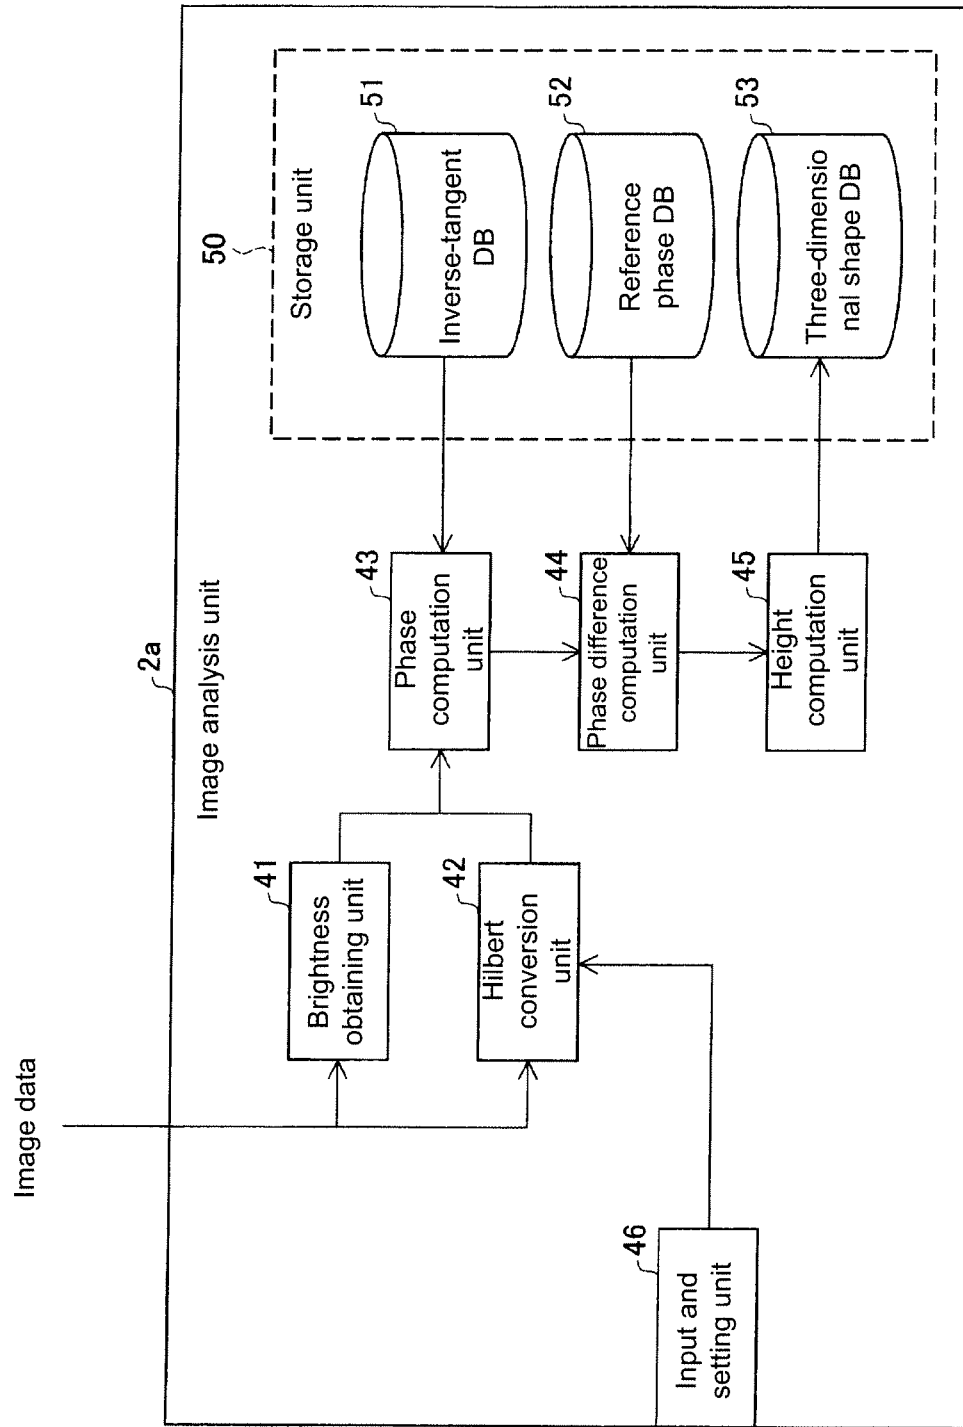 Image data
2a
Image analysis unit
46
Input and
setting unit
41
Brightness
obtaining unit
42
Hilbert
conversion
unit
43
Phase
computation
unit
44
Phase difference
computation
unit
45
Height
computation
unit
50
Storage unit
51
Inverse-tangent
DB
52
Reference
phase DB
53
Three-dimensio
nal shape DB